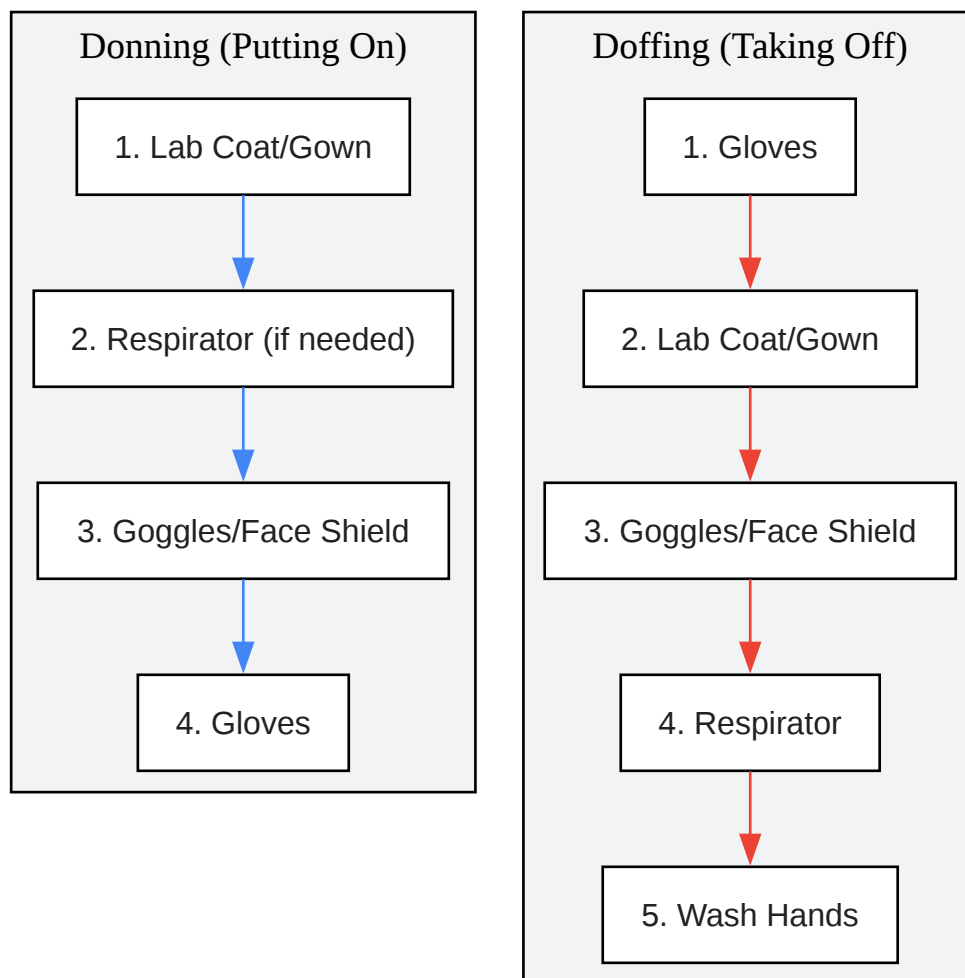 Donning (Putting On)
1. Lab Coat/Gown
2. Respirator (if needed)
3. Goggles/Face Shield
4. Gloves
Doffing (Taking Off)
1. Gloves
2. Lab Coat/Gown
3. Goggles/Face Shield
4. Respirator
5. Wash Hands